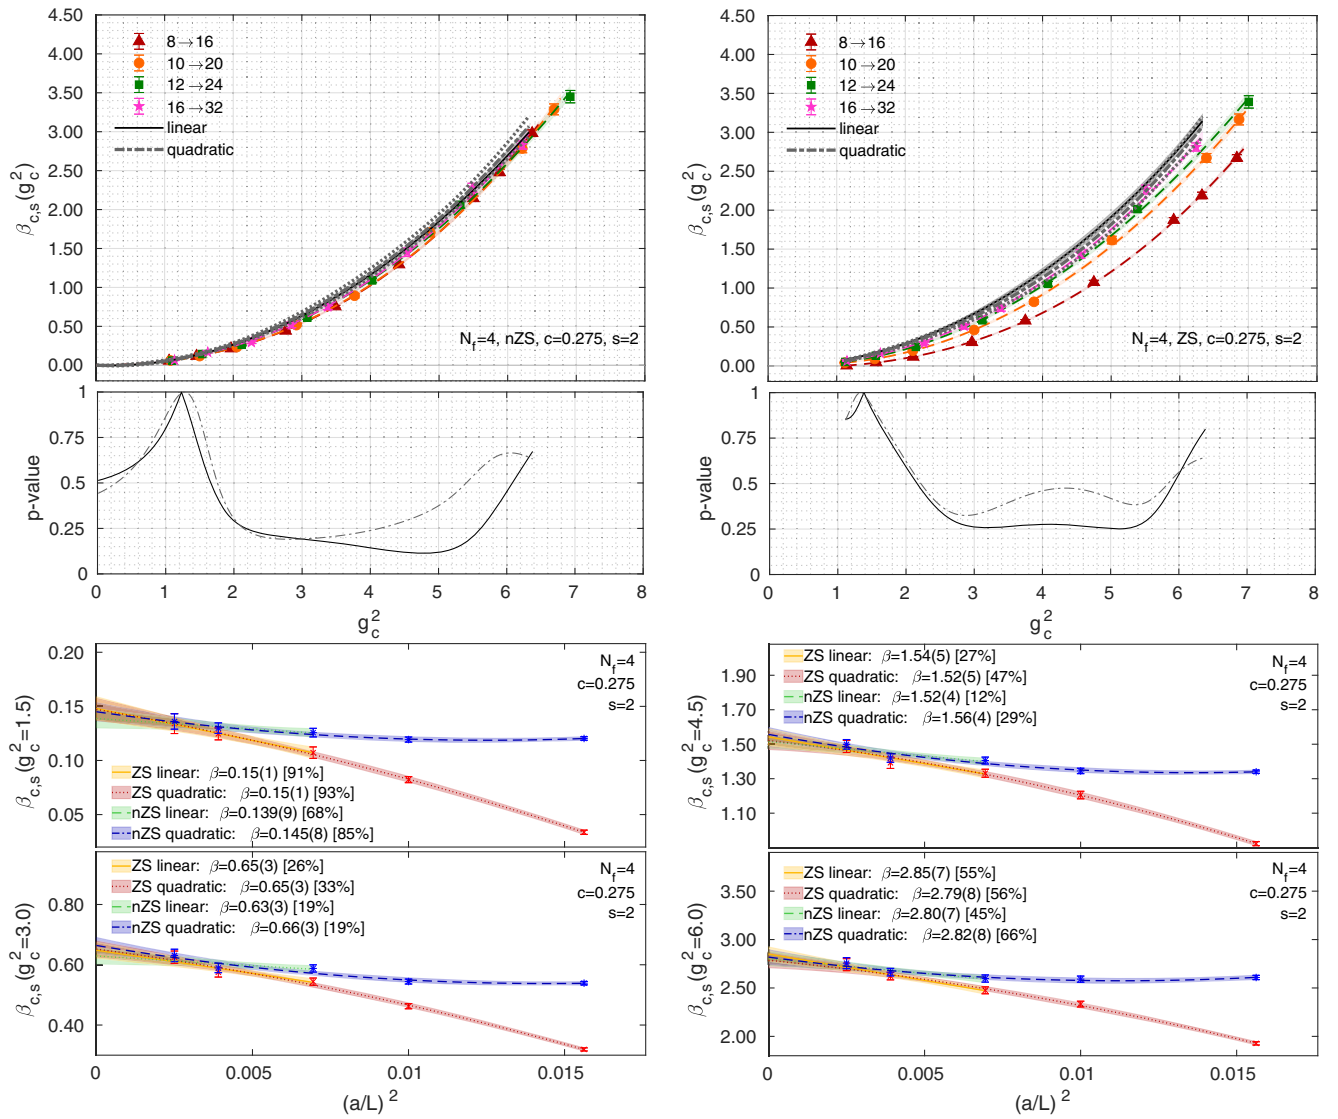 4.50
4.00
3.50
3.00
2.50
2.00
1.50
1.00
0.50
0.00
β_{c,s}(g_c^2)
8→16
10→20
12→24
16→32
linear
quadratic
N_f=4, nZS, c=0.275, s=2
1
0.75
0.5
0.25
0
p-value
0 1 2 3 4 5 6 7 8
g_c^2
4.50
4.00
3.50
3.00
2.50
2.00
1.50
1.00
0.50
0.00
β_{c,s}(g_c^2)
8→16
10→20
12→24
16→32
linear
quadratic
N_f=4, ZS, c=0.275, s=2
1
0.75
0.5
0.25
0
p-value
0 1 2 3 4 5 6 7 8
g_c^2
0.20
0.15
0.10
0.05
β_{c,s}(g_c^2=1.5)
N_f=4
c=0.275
s=2
ZS linear: β=0.15(1) [91%]
ZS quadratic: β=0.15(1) [93%]
nZS linear: β=0.139(9) [68%]
nZS quadratic: β=0.145(8) [85%]
0.80
0.60
0.40
β_{c,s}(g_c^2=3.0)
ZS linear: β=0.65(3) [26%]
ZS quadratic: β=0.65(3) [33%]
nZS linear: β=0.63(3) [19%]
nZS quadratic: β=0.66(3) [19%]
N_f=4
c=0.275
s=2
0 0.005 0.01 0.015
(a/L)^2
1.90
1.70
1.50
1.30
1.10
β_{c,s}(g_c^2=4.5)
ZS linear: β=1.54(5) [27%]
ZS quadratic: β=1.52(5) [47%]
nZS linear: β=1.52(4) [12%]
nZS quadratic: β=1.56(4) [29%]
N_f=4
c=0.275
s=2
3.50
3.00
2.50
2.00
β_{c,s}(g_c^2=6.0)
ZS linear: β=2.85(7) [55%]
ZS quadratic: β=2.79(8) [56%]
nZS linear: β=2.80(7) [45%]
nZS quadratic: β=2.82(8) [66%]
N_f=4
c=0.275
s=2
0 0.005 0.01 0.015
(a/L)^2